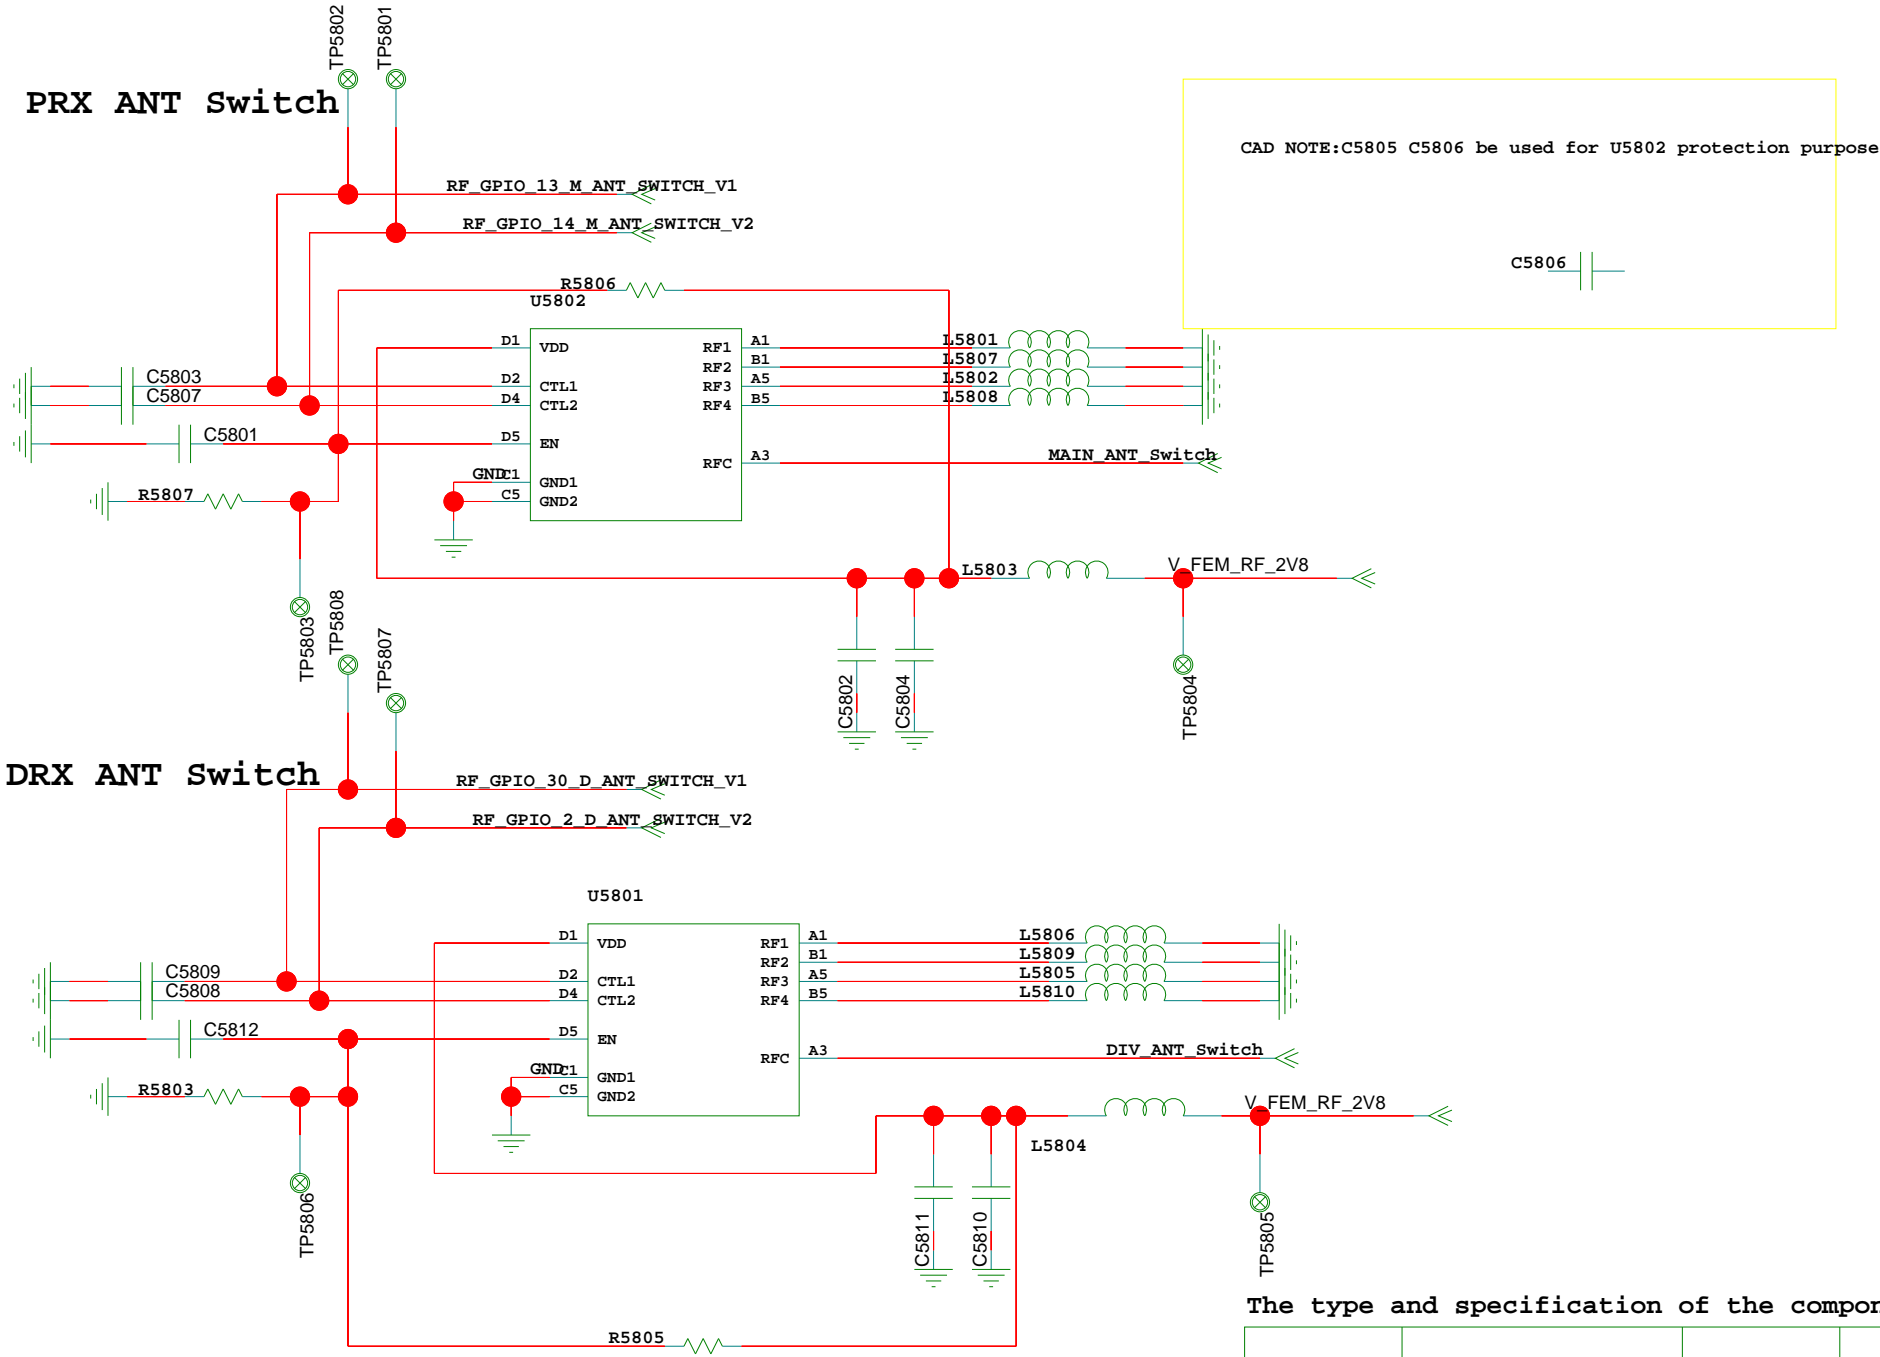 TP5802
TP5801
PRX ANT Switch
CAD NOTE:C5805 C5806 be used for U5802 protection purpose
RF_GPIO_13_M_ANT_SWITCH_V1
RF_GPIO_14_M_ANT_SWITCH_V2
C5806
R5806
U5802
D1 VDD RF1 A1 L5801
RF2 B1 L5807
C5803 D2 CTL1 RF3 A5 L5802
C5807 D4 CTL2 RF4 B5 L5808
C5801 D5 EN
RFC A3 MAIN_ANT_Switch
GND C1 GND1
R5807 C5 GND2
L5803 V_FEM_RF_2V8
TP5803
TP5808
TP5807
C5802
C5804
TP5804
DRX ANT Switch
RF_GPIO_30_D_ANT_SWITCH_V1
RF_GPIO_2_D_ANT_SWITCH_V2
U5801
D1 VDD RF1 A1 L5806
RF2 B1 L5809
C5809 D2 CTL1 RF3 A5 L5805
C5808 D4 CTL2 RF4 B5 L5810
C5812 D5 EN
RFC A3 DIV_ANT_Switch
GND C1 GND1
R5803 C5 GND2
V_FEM_RF_2V8
L5804
TP5806
C5811
C5810
TP5805
The type and specification of the compon
R5805